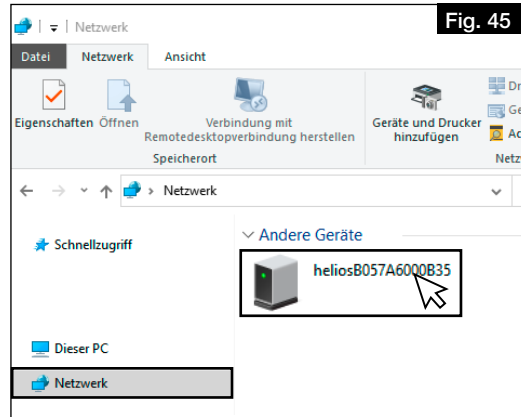 Fig. 45
Netzwerk
Datei Netzwerk Ansicht
Eigenschaften Öffnen
Verbindung mit
Remotedesktopverbindung herstellen
Geräte und Drucker
hinzufügen
Speicherort
Netzwerk
Schnellzugriff
Andere Geräte
heliosB057A6000B35
Dieser PC
Netzwerk